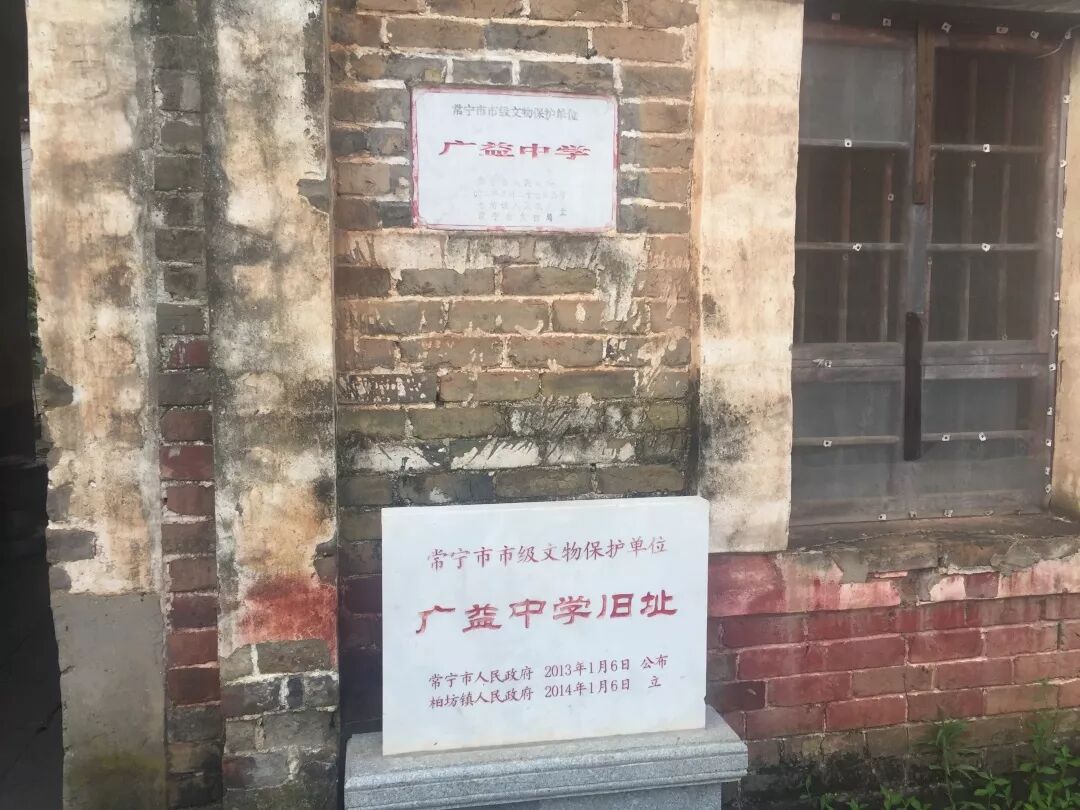 常宁市市级文物保护单位
广益中学
常宁市市级文物保护单位
广益中学旧址
常宁市人民政府 2013年1月6日 公布
柏坊镇人民政府 2014年1月6日 立